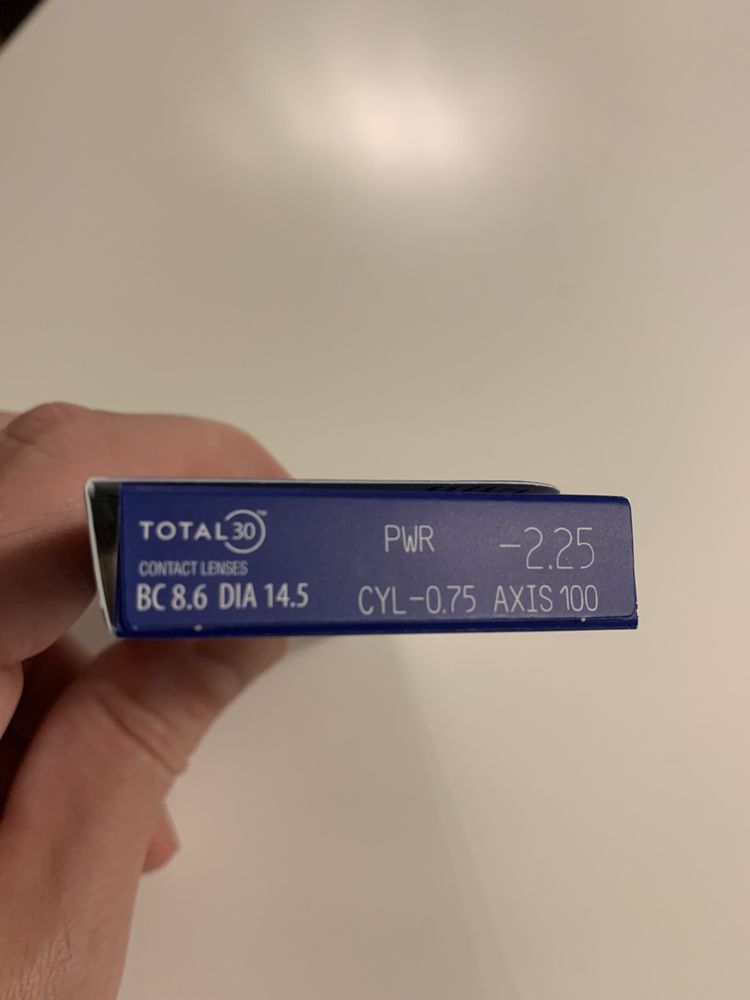 TOTAL30™
CONTACT LENSES
BC 8.6 DIA 14.5
PWR -2.25
CYL-0.75 AXIS 100